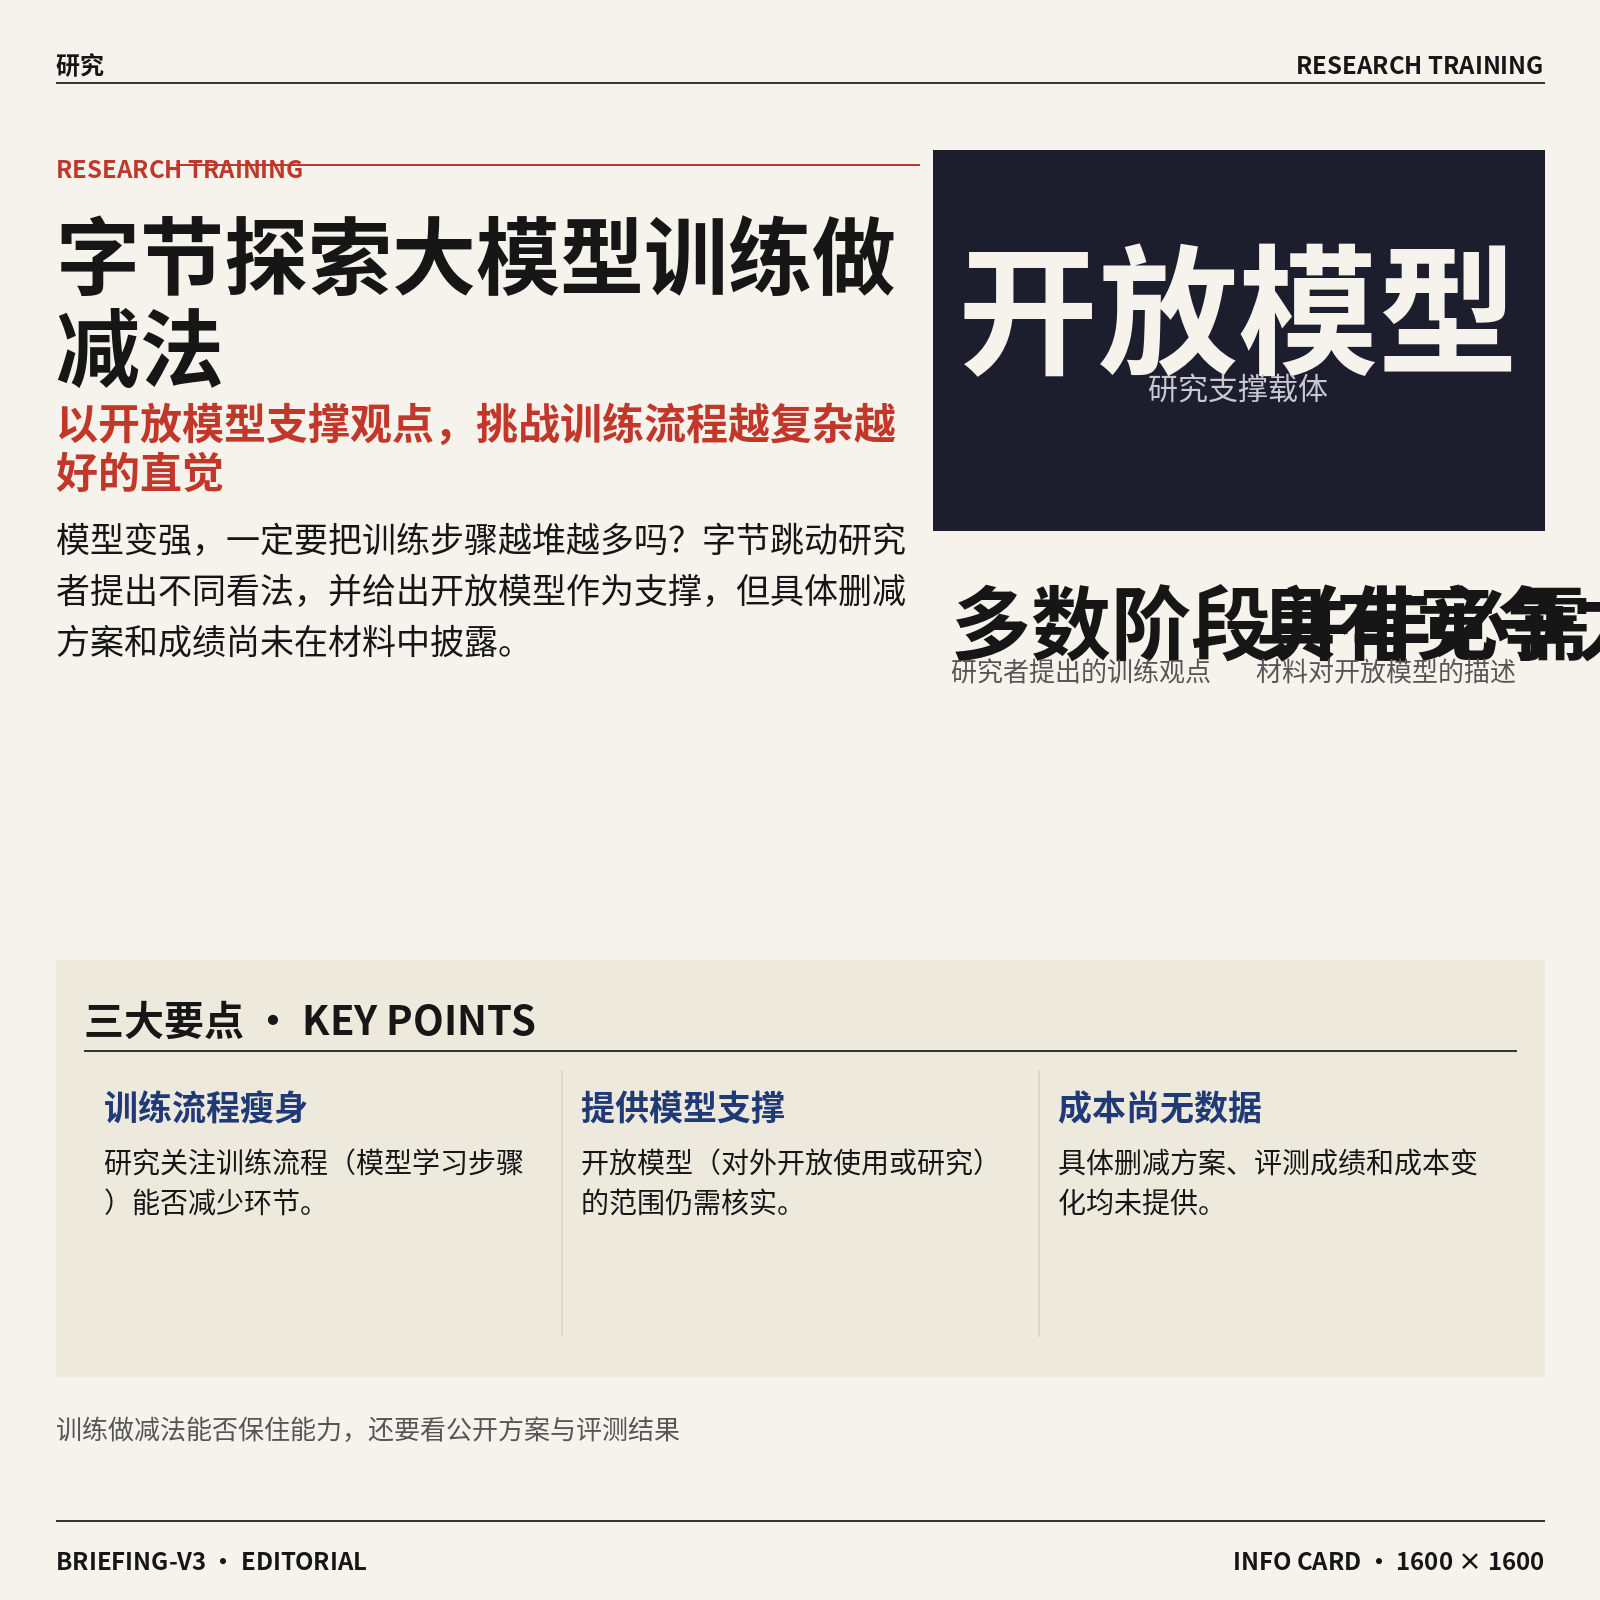 研究
RESEARCH TRAINING
RESEARCH TRAINING
字节探索大模型训练做
减法
以开放模型支撑观点，挑战训练流程越复杂越
好的直觉
模型变强，一定要把训练步骤越堆越多吗？字节跳动研究
者提出不同看法，并给出开放模型作为支撑，但具体删减
方案和成绩尚未在材料中披露。
开放模型
研究支撑载体
多数阶段并非必需
研究者提出的训练观点
具有竞争力
材料对开放模型的描述
三大要点 • KEY POINTS
训练流程瘦身
研究关注训练流程（模型学习步骤
）能否减少环节。
提供模型支撑
开放模型（对外开放使用或研究）
的范围仍需核实。
成本尚无数据
具体删减方案、评测成绩和成本变
化均未提供。
训练做减法能否保住能力，还要看公开方案与评测结果
BRIEFING-V3 • EDITORIAL
INFO CARD • 1600 × 1600